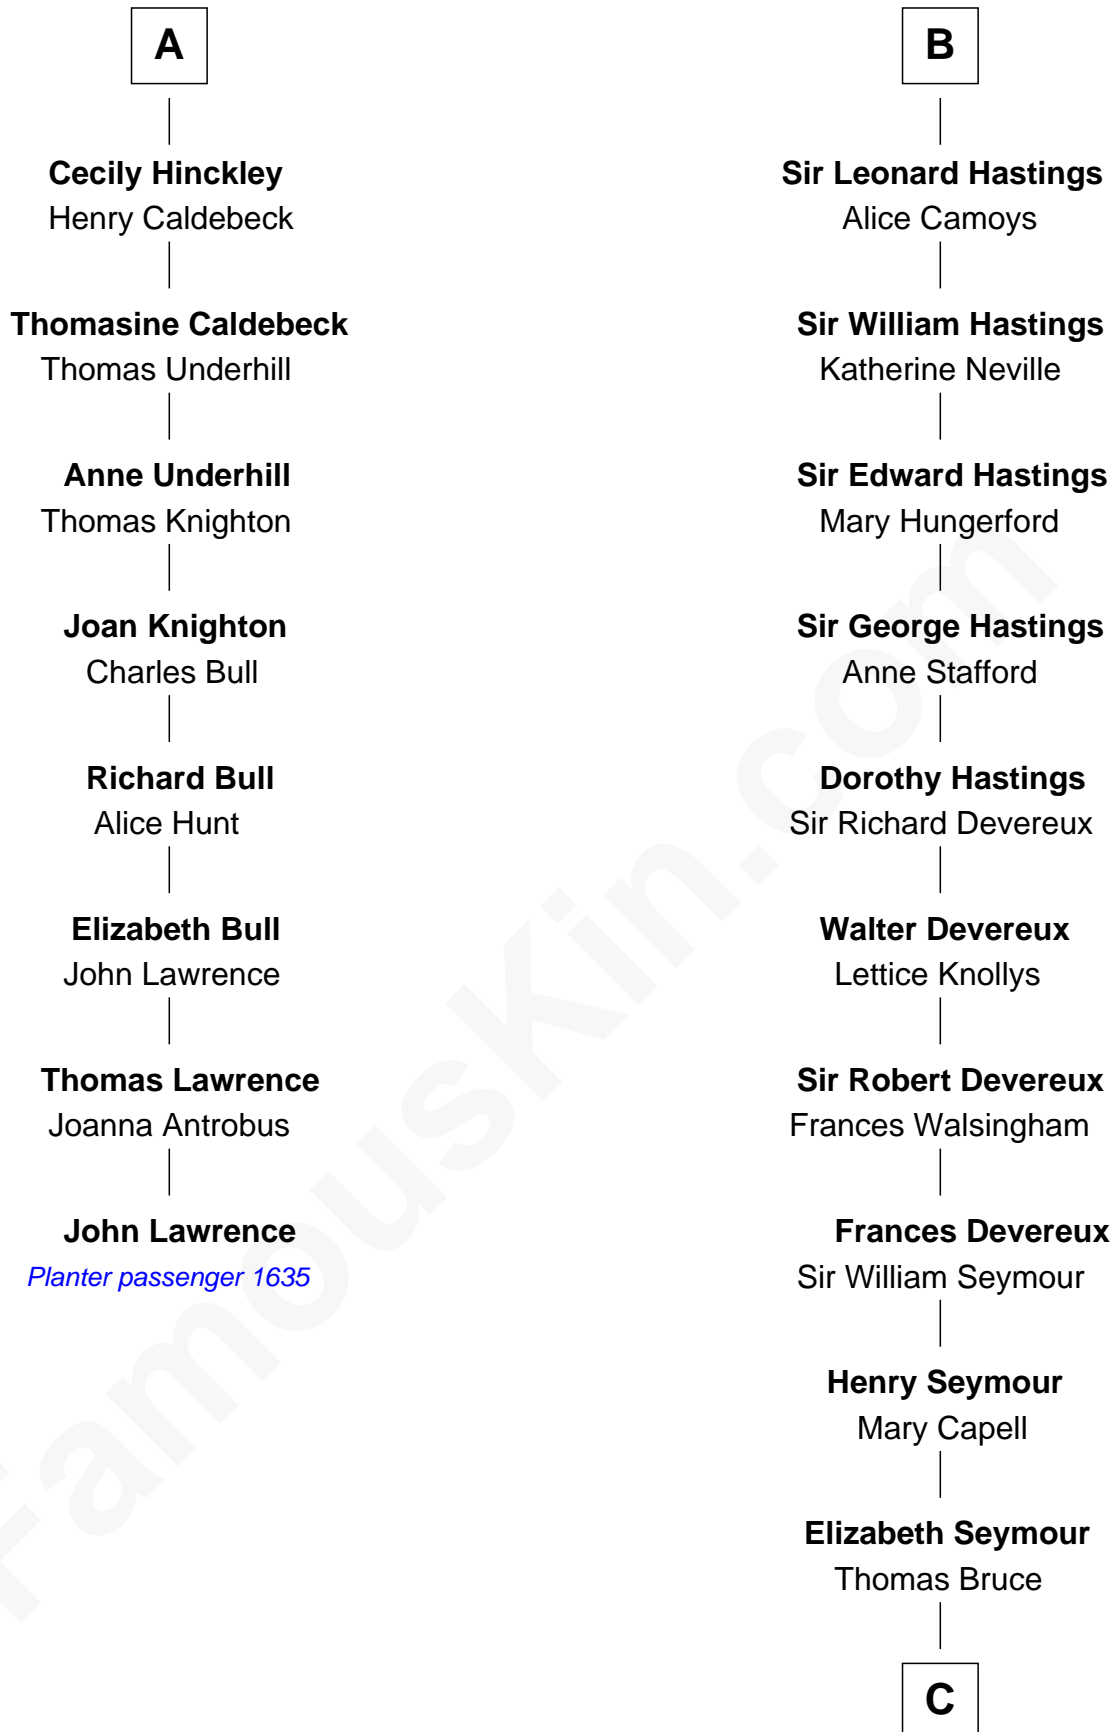 A
Cecily Hinckley
Henry Caldebeck
Thomasine Caldebeck
Thomas Underhill
Anne Underhill
Thomas Knighton
Joan Knighton
Charles Bull
Richard Bull
Alice Hunt
Elizabeth Bull
John Lawrence
Thomas Lawrence
Joanna Antrobus
John Lawrence
Planter passenger 1635
B
Sir Leonard Hastings
Alice Camoys
Sir William Hastings
Katherine Neville
Sir Edward Hastings
Mary Hungerford
Sir George Hastings
Anne Stafford
Dorothy Hastings
Sir Richard Devereux
Walter Devereux
Lettice Knollys
Sir Robert Devereux
Frances Walsingham
Frances Devereux
Sir William Seymour
Henry Seymour
Mary Capell
Elizabeth Seymour
Thomas Bruce
C
FamousKin.com